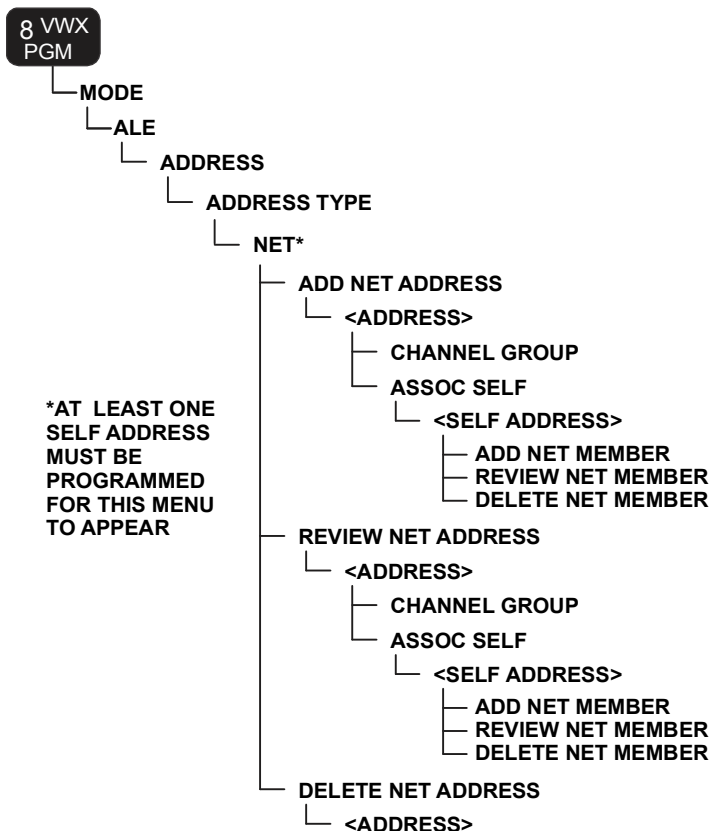 8 VWX
PGM
MODE
ALE
ADDRESS
ADDRESS TYPE
NET*
ADD NET ADDRESS
<ADDRESS>
CHANNEL GROUP
ASSOC SELF
<SELF ADDRESS>
ADD NET MEMBER
REVIEW NET MEMBER
DELETE NET MEMBER
*AT LEAST ONE
SELF ADDRESS
MUST BE
PROGRAMMED
FOR THIS MENU
TO APPEAR
REVIEW NET ADDRESS
<ADDRESS>
CHANNEL GROUP
ASSOC SELF
<SELF ADDRESS>
ADD NET MEMBER
REVIEW NET MEMBER
DELETE NET MEMBER
DELETE NET ADDRESS
<ADDRESS>